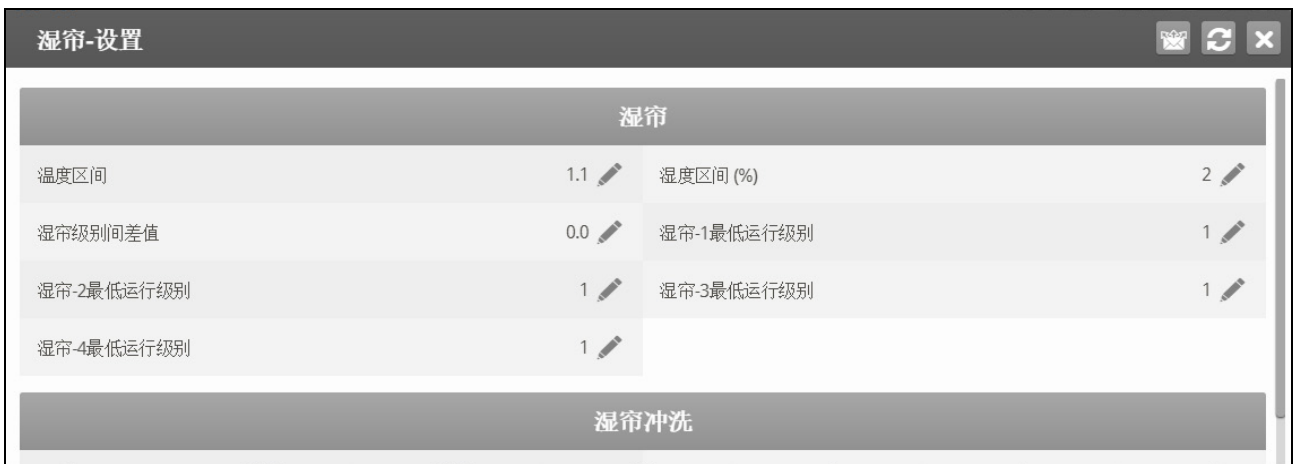 湿帘-设置
湿帘
温度区间 1.1 湿度区间 (%) 2
湿帘级别间差值 0.0 湿帘-1最低运行级别 1
湿帘-2最低运行级别 1 湿帘-3最低运行级别 1
湿帘-4最低运行级别 1
湿帘冲洗